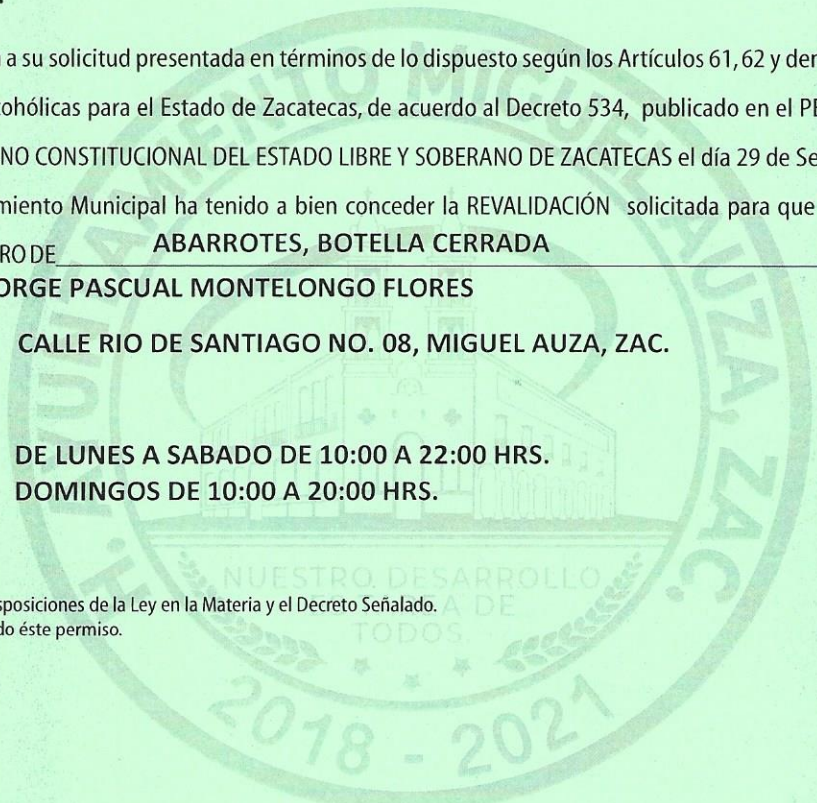 a su solicitud presentada en términos de lo dispuesto según los Artículos 61,62 y
ohólicas para el Estado de Zacatecas, de acuerdo al Decreto 534, publicado en el
NO CONSTITUCIONAL DEL ESTADO LIBRE Y SOBERANO DE ZACATECAS el día 29 de Se
miento Municipal ha tenido a bien conceder la REVALIDACIÓN solicitada para que
RO DE ABARROTES, BOTELLA CERRADA
ORGE PASCUAL MONTELONGO FLORES
CALLE RIO DE SANTIAGO NO. 08, MIGUEL AUZA, ZAC.
DE LUNES A SABADO DE 10:00 A 22:00 HRS.
DOMINGOS DE 10:00 A 20:00 HRS.
sposiciones de la Ley en la Materia y el Decreto Señalado.
do éste permiso.
H. AYUNTAMIENTO MIGUEL AUZA, ZAC.
NUESTRO DESARROLLO
A DE
TODOS
2018 - 2021